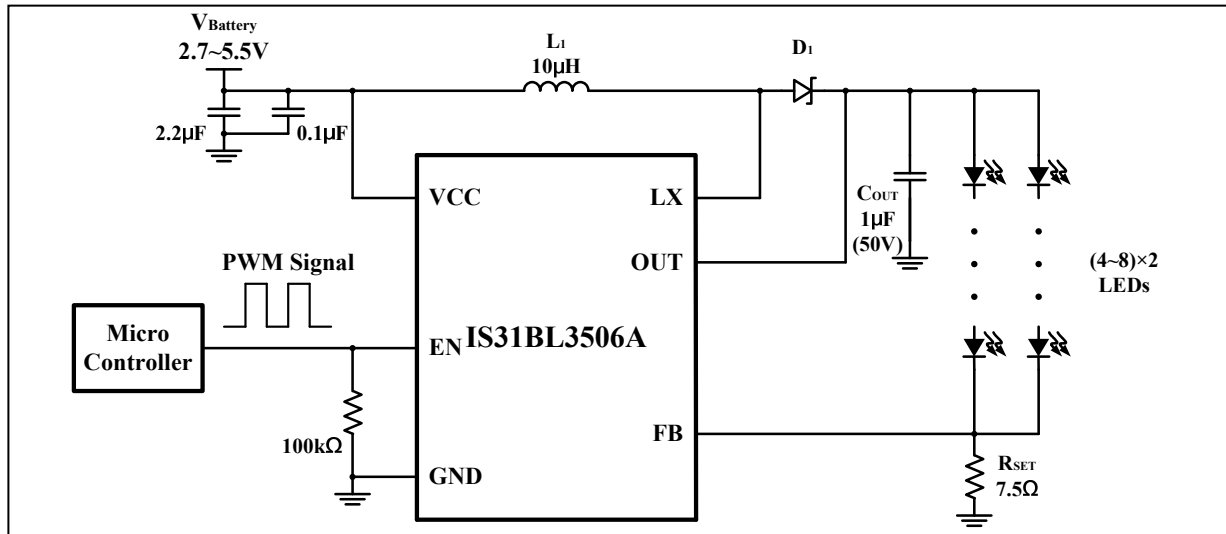 VBattery
2.7~5.5V
L1
10µH
D1
2.2µF
0.1µF
VCC
LX
COUT
1µF
(50V)
OUT
PWM Signal
(4~8)×2
LEDs
Micro
Controller
EN
IS31BL3506A
100kΩ
FB
GND
RSET
7.5Ω